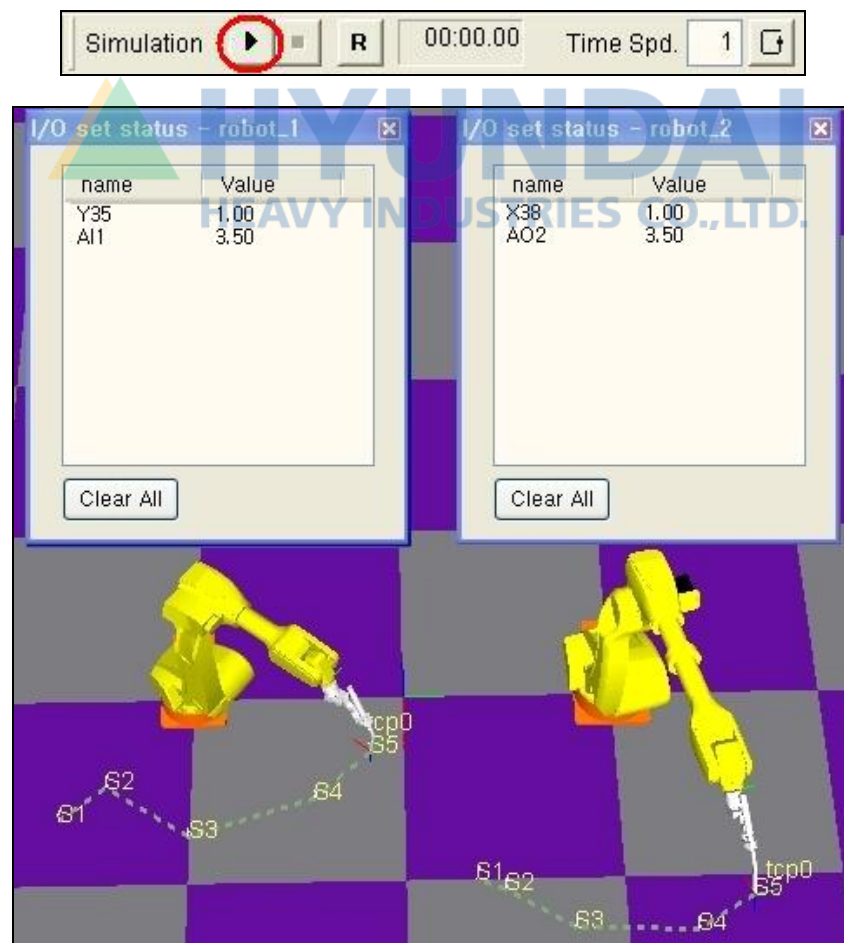 Simulation R 00:00.00 Time Spd. 1
HYUNDAI
HEAVY INDUSTRIES CO.,LTD.
I/O set status - robot_1
name Value
Y35 1.00
AI1 3.50
Clear All
I/O set status - robot_2
name Value
X38 1.00
AO2 3.50
Clear All
tcp0
S5
S4
S2
S1
S3
S1
S2
tcp0
S5
S3
S4